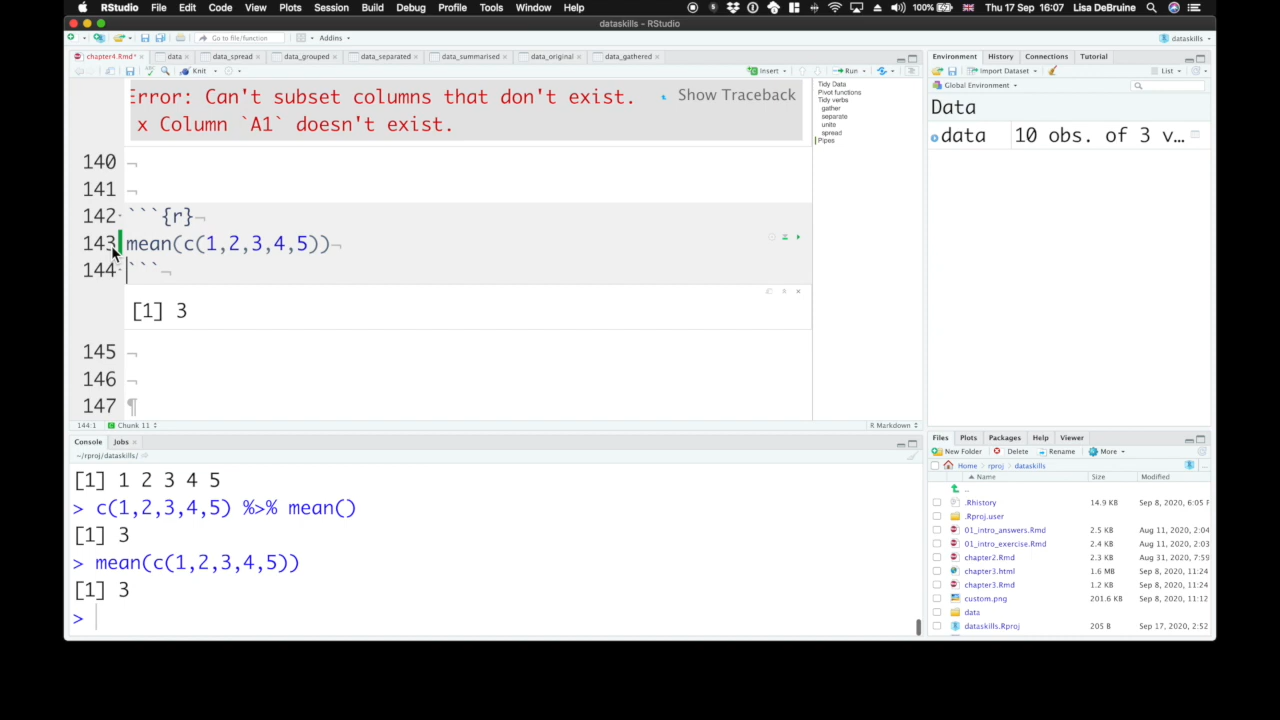 RStudio File Edit Code View Plots Session Build Debug Profile Tools Window Help 100% Thu 17 Sep 16:07 Lisa DeBruine
dataskills - RStudio
Go to file/function Addins dataskills
chapter4.Rmd* data data_spread data_grouped data_separated data_summarised data_original data_gathered
Knit Insert Run
Error: Can't subset columns that don't exist. Show Traceback
x Column `A1` doesn't exist.
140 ¬
141 ¬
142 ```{r}¬
143 mean(c(1,2,3,4,5))¬
144 ```¬
[1] 3
145 ¬
146 ¬
147 ¶
144:1 Chunk 11 R Markdown
Tidy Data
Pivot functions
Tidy verbs
gather
separate
unite
spread
Pipes
Console Jobs
~/rproj/dataskills/
[1] 1 2 3 4 5
> c(1,2,3,4,5) %>% mean()
[1] 3
> mean(c(1,2,3,4,5))
[1] 3
>
Environment History Connections Tutorial
Import Dataset List
Global Environment
Data
data 10 obs. of 3 v…
Files Plots Packages Help Viewer
New Folder Delete Rename More
Home rproj dataskills
Name Size Modified
..
.Rhistory 14.9 KB Sep 8, 2020, 6:05 P
.Rproj.user
01_intro_answers.Rmd 2.5 KB Aug 11, 2020, 2:04
01_intro_exercise.Rmd 2.4 KB Aug 11, 2020, 2:03
chapter2.Rmd 2.3 KB Aug 31, 2020, 7:59
chapter3.html 1.6 MB Sep 8, 2020, 11:24
chapter3.Rmd 1.2 KB Sep 8, 2020, 11:24
custom.png 201.6 KB Sep 8, 2020, 11:12
data
dataskills.Rproj 205 B Sep 17, 2020, 2:52